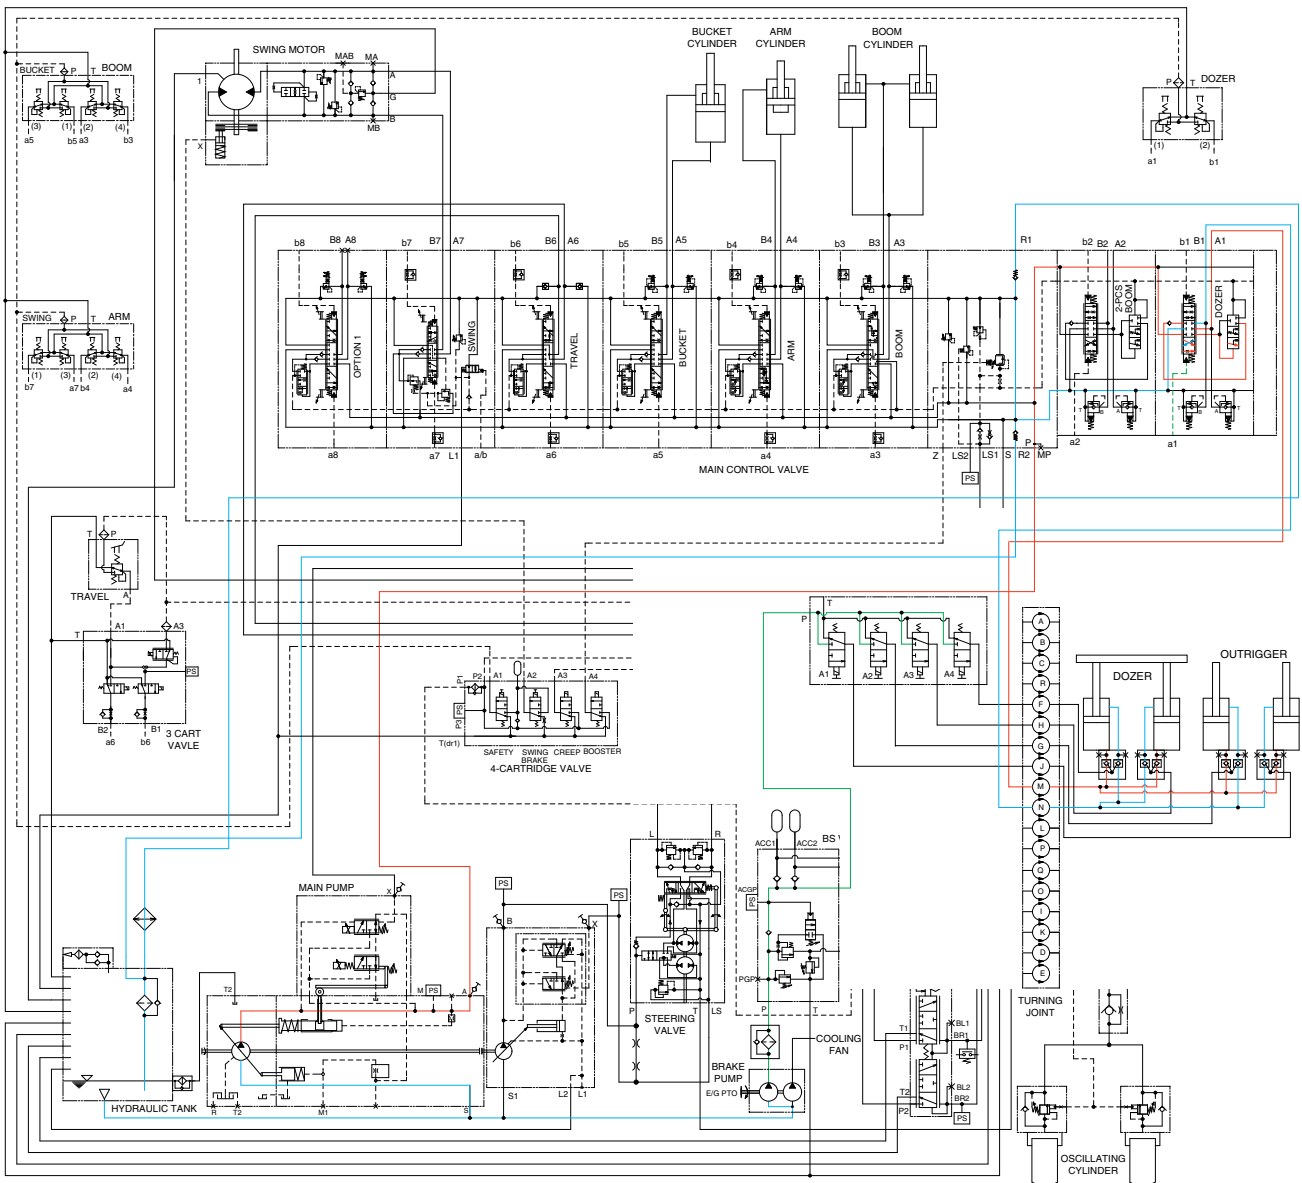 BUCKET P T BOOM
(3) (1) (2) (4)
a5 b5 a3 b3
SWING MOTOR
MAB MA
1 A
G
B
MB
X
BUCKET
CYLINDER
ARM
CYLINDER
BOOM
CYLINDER
P T DOZER
(1) (2)
a1 b1
SWING P T ARM
(1) (3) (2) (4)
b7 a7 b4 a4
b8 B8 A8 b7 B7 A7 b6 B6 A6 b5 B5 A5 b4 B4 A4 b3 B3 A3 R1 b2 B2 A2 b1 B1 A1
OPTION 1
SWING
TRAVEL
BUCKET
ARM
BOOM
2-PCS
BOOM
DOZER
T B A T T B A T
a8 a7 L1 a/b a6 a5 a4 a3 Z LS2 LS1 S R2 P MP a2 a1
MAIN CONTROL VALVE
PS
T P
TRAVEL A
A1 A3
T
PS
B2 B1
a6 b6
3 CART
VAVLE
P1 P2 A1 A2 A3 A4
PS
P3
T(dr1)
SAFETY SWING
BRAKE CREEP BOOSTER
4-CARTRIDGE VALVE
T
P
A1 A2 A3 A4
A
B
C
R
F
H
G
J
M
N
L
P
Q
O
I
K
D
E
TURNING
JOINT
DOZER
OUTRIGGER
MAIN PUMP
X
T2 M PS A
R T2 M1 S
HYDRAULIC TANK
PS
B X
S1 L2 L1
PS
L R
P T LS
STEERING
VALVE
ACC1 ACC2 BS
ACGP
PS
PGP
P T
COOLING
FAN
BRAKE
PUMP
E/G PTO
T1 BL1
BR1
P1
T2 BL2
BR2
P2
PS
OSCILLATING
CYLINDER